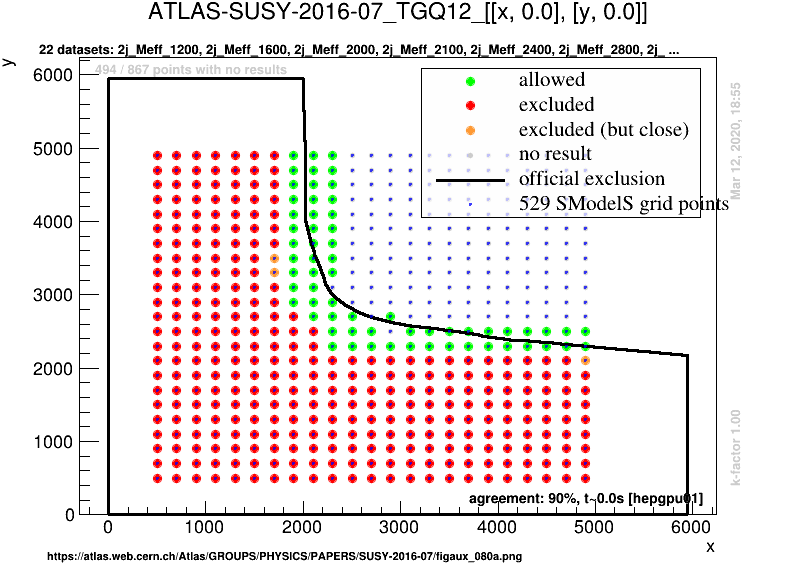 ATLAS-SUSY-2016-07_TGQ12_[[x, 0.0], [y, 0.0]]
22 datasets: 2j_Meff_1200, 2j_Meff_1600, 2j_Meff_2000, 2j_Meff_2100, 2j_Meff_2400, 2j_Meff_2800, 2j_ ...
y
494 / 867 points with no results
allowed
excluded
excluded (but close)
no result
official exclusion
529 SModelS grid points
6000
5000
4000
3000
2000
1000
0
Mar 12, 2020, 18:55
k-factor 1.00
agreement: 90%, t~0.0s [hepgpu01]
0 1000 2000 3000 4000 5000 6000
x
https://atlas.web.cern.ch/Atlas/GROUPS/PHYSICS/PAPERS/SUSY-2016-07/figaux_080a.png